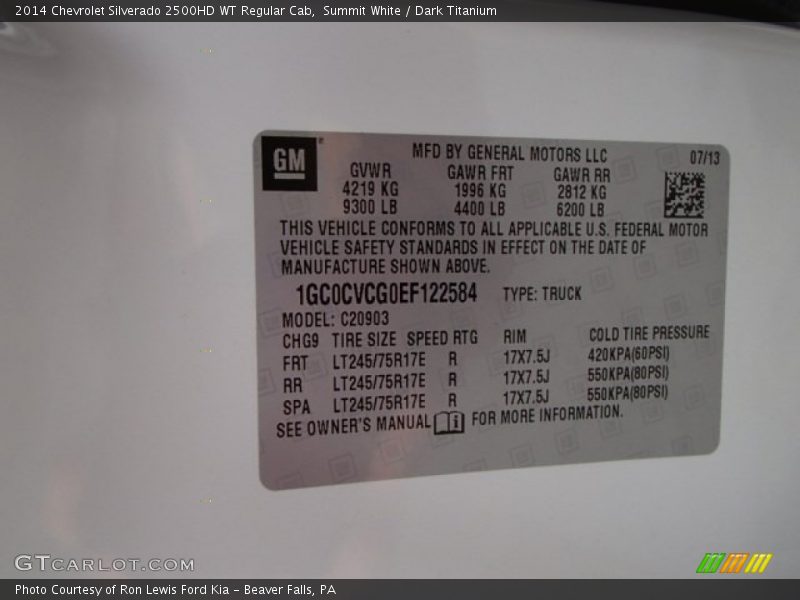 2014 Chevrolet Silverado 2500HD WT Regular Cab,  Summit White / Dark Titanium
GM
MFD BY GENERAL MOTORS LLC 07/13
GVWR GAWR FRT GAWR RR
4219 KG 1996 KG 2812 KG
9300 LB 4400 LB 6200 LB
THIS VEHICLE CONFORMS TO ALL APPLICABLE U.S. FEDERAL MOTOR
VEHICLE SAFETY STANDARDS IN EFFECT ON THE DATE OF
MANUFACTURE SHOWN ABOVE.
1GC0CVCG0EF122584 TYPE: TRUCK
MODEL: C20903
CHG9 TIRE SIZE SPEED RTG RIM COLD TIRE PRESSURE
FRT LT245/75R17E R 17X7.5J 420KPA(60PSI)
RR LT245/75R17E R 17X7.5J 550KPA(80PSI)
SPA LT245/75R17E R 17X7.5J 550KPA(80PSI)
SEE OWNER'S MANUAL i FOR MORE INFORMATION.
GTCARLOT.COM
Photo Courtesy of Ron Lewis Ford Kia - Beaver Falls, PA